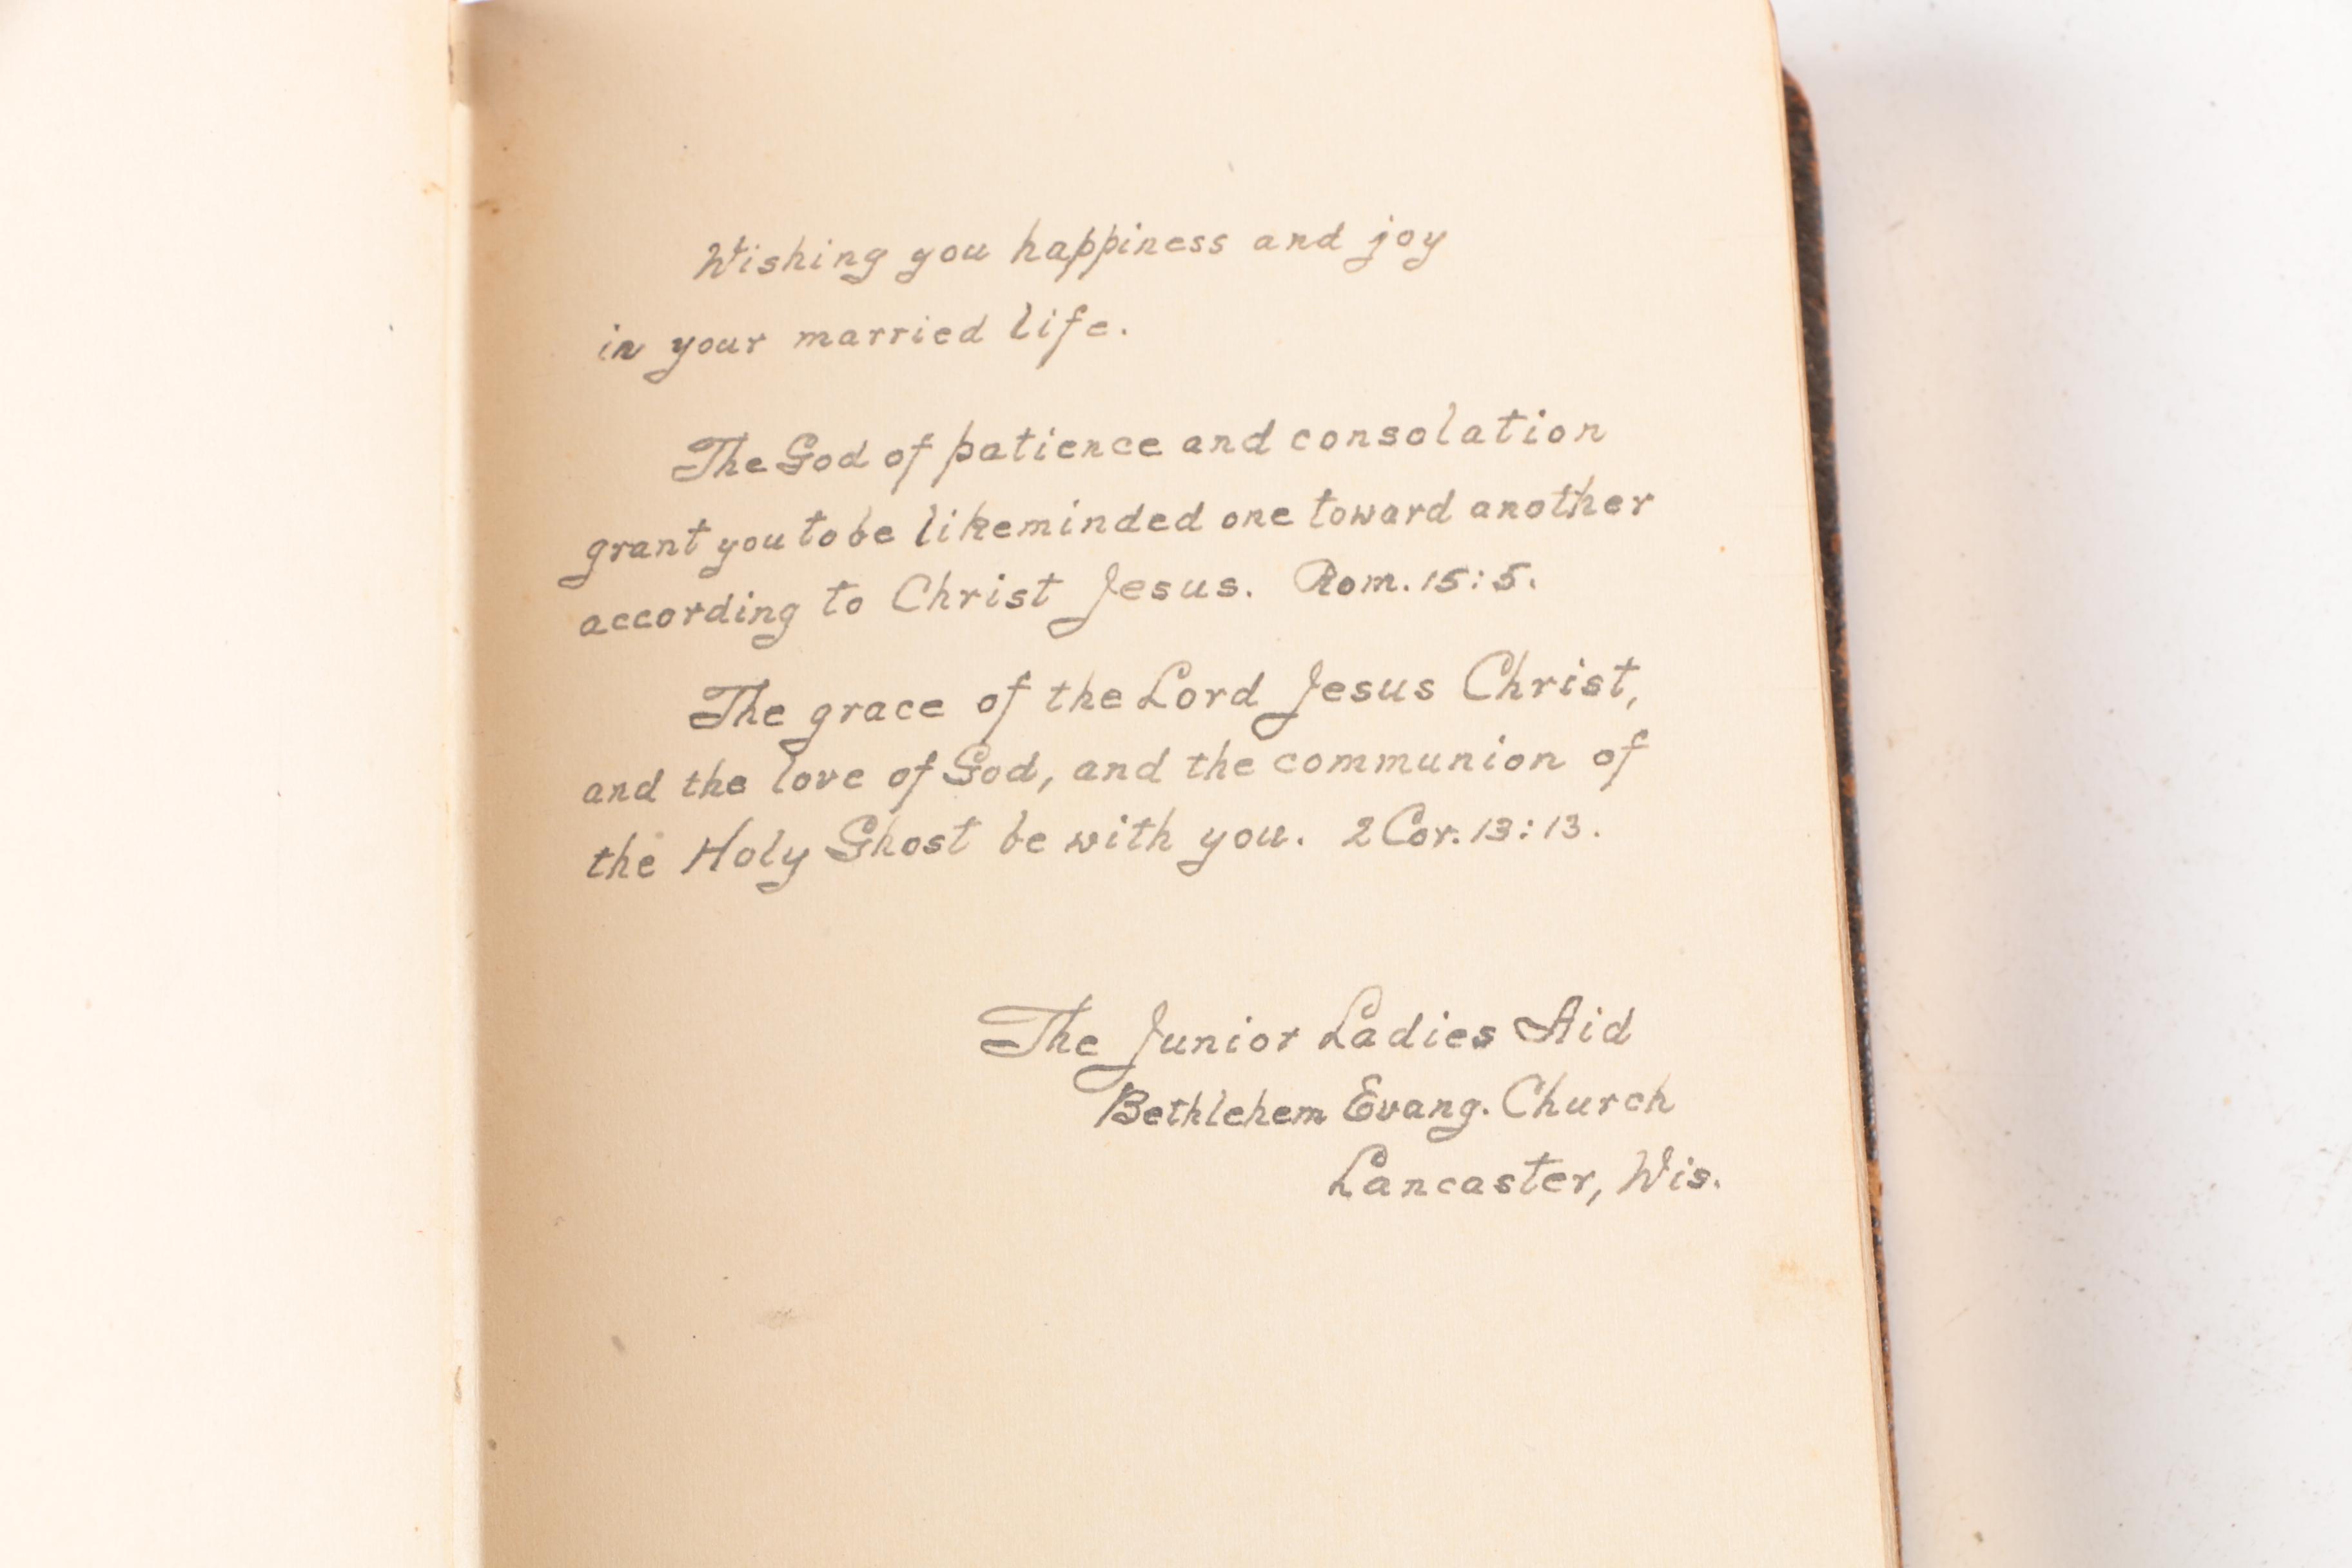 Wishing you happiness and joy
in your married life.
The God of patience and consolation
grant you to be likeminded one toward another
according to Christ Jesus. Rom. 15:5.
The grace of the Lord Jesus Christ,
and the love of God, and the communion of
the Holy Ghost be with you. 2 Cor. 13:13.
The Junior Ladies Aid
Bethlehem Evang. Church
Lancaster, Wis.